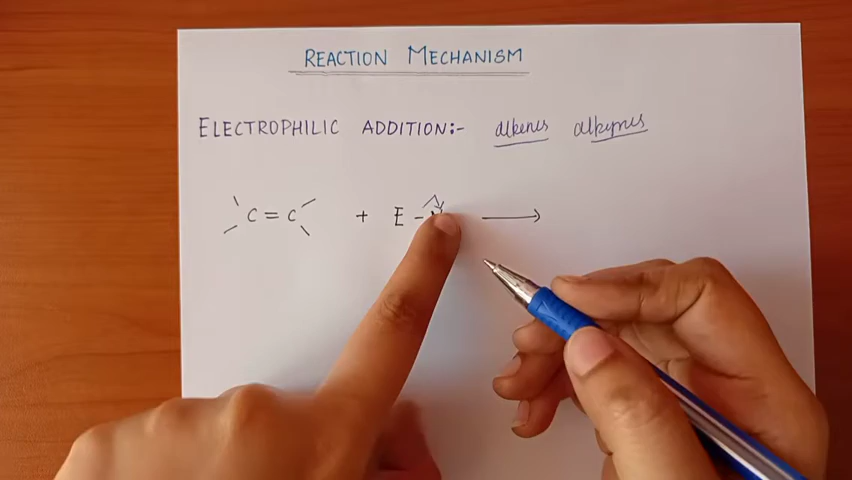 REACTION MECHANISM
ELECTROPHILIC ADDITION:- alkenes alkynes
C = C + E - →